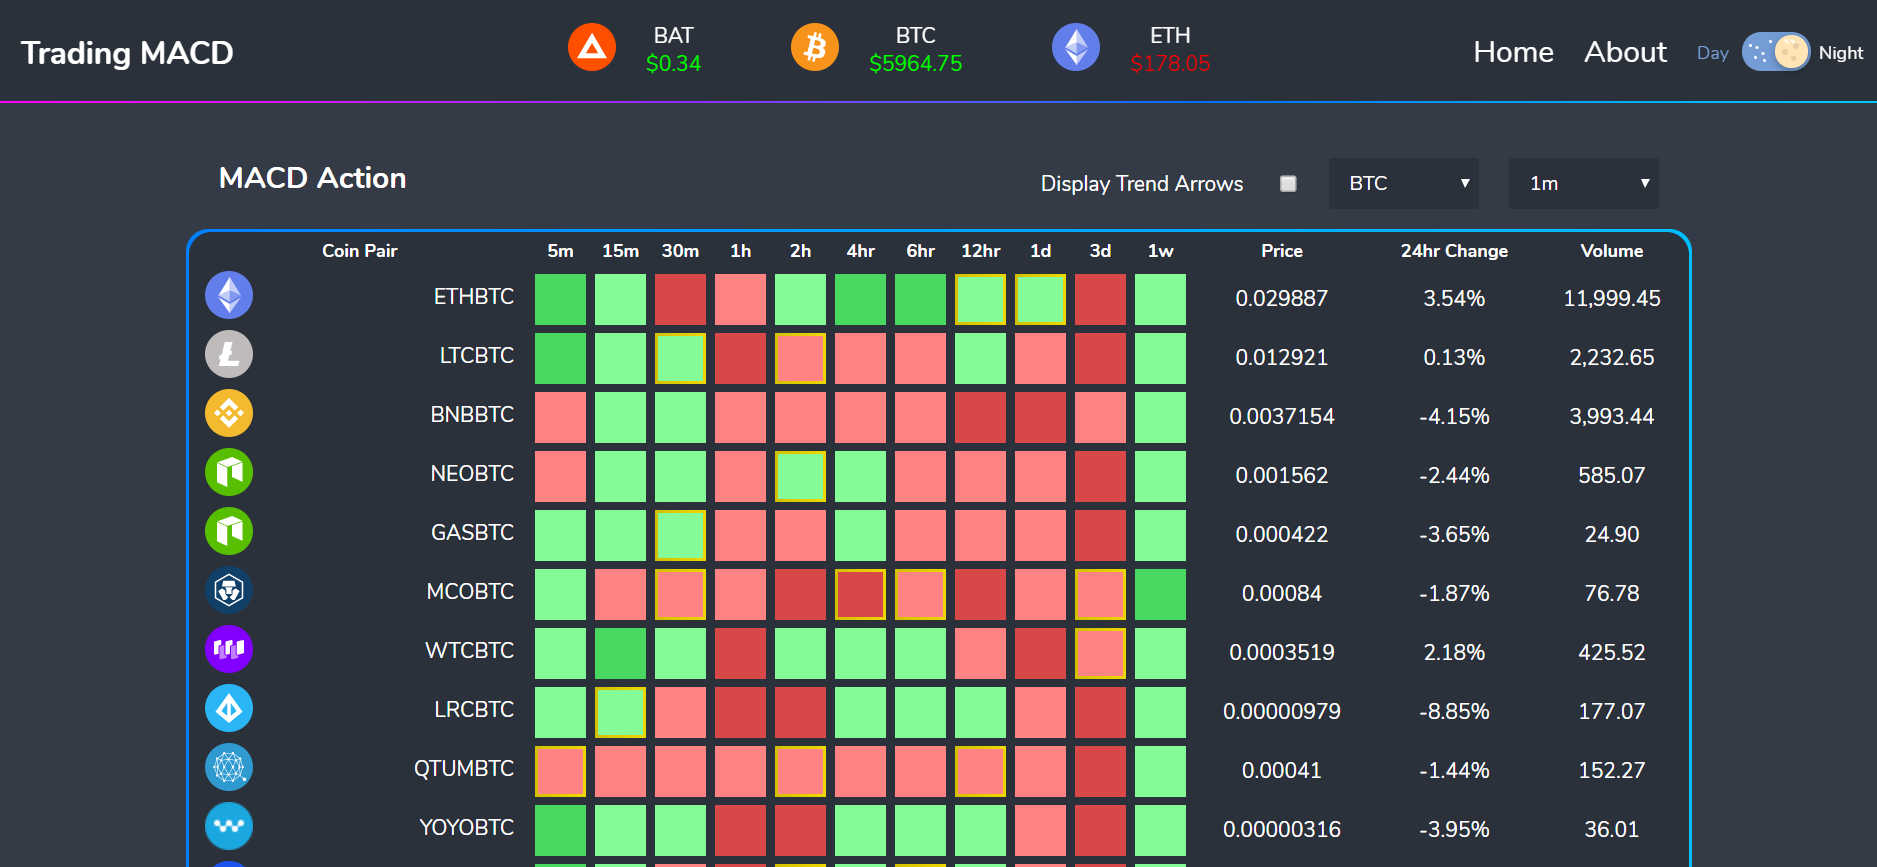 Trading MACD
BAT
$0.34
BTC
$5964.75
ETH
$178.05
Home About Day Night
MACD Action
Display Trend Arrows BTC 1m
Coin Pair 5m 15m 30m 1h 2h 4hr 6hr 12hr 1d 3d 1w Price 24hr Change Volume
ETHBTC 0.029887 3.54% 11,999.45
LTCBTC 0.012921 0.13% 2,232.65
BNBBTC 0.0037154 -4.15% 3,993.44
NEOBTC 0.001562 -2.44% 585.07
GASBTC 0.000422 -3.65% 24.90
MCOBTC 0.00084 -1.87% 76.78
WTCBTC 0.0003519 2.18% 425.52
LRCBTC 0.00000979 -8.85% 177.07
QTUMBTC 0.00041 -1.44% 152.27
YOYOBTC 0.00000316 -3.95% 36.01